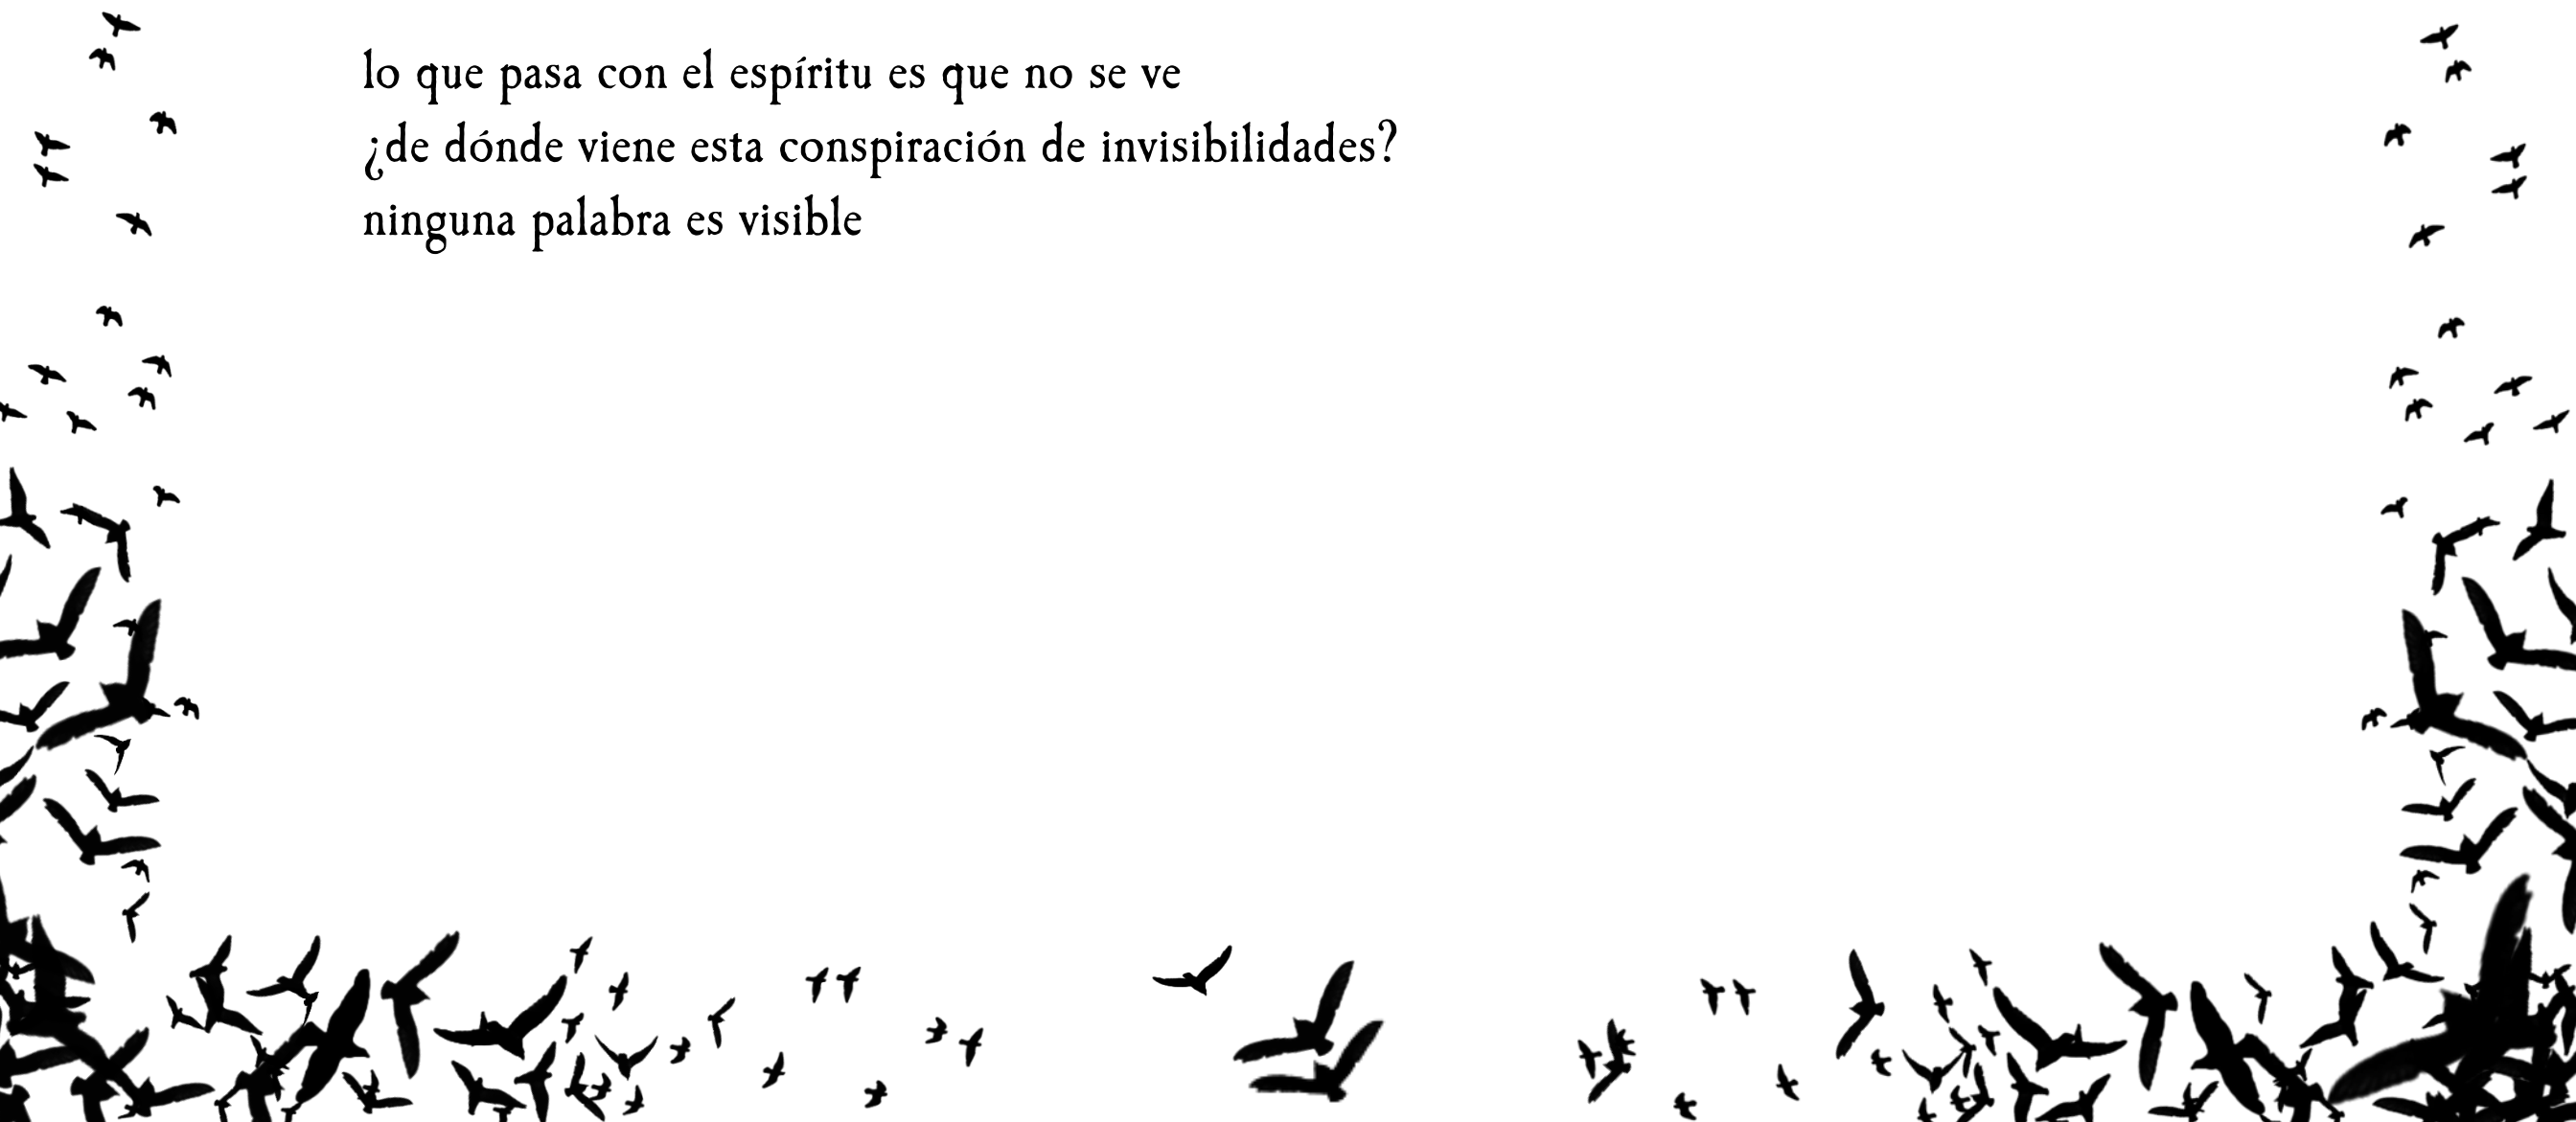 lo que pasa con el espíritu es que no se ve
¿de dónde viene esta conspiración de invisibilidades?
ninguna palabra es visible